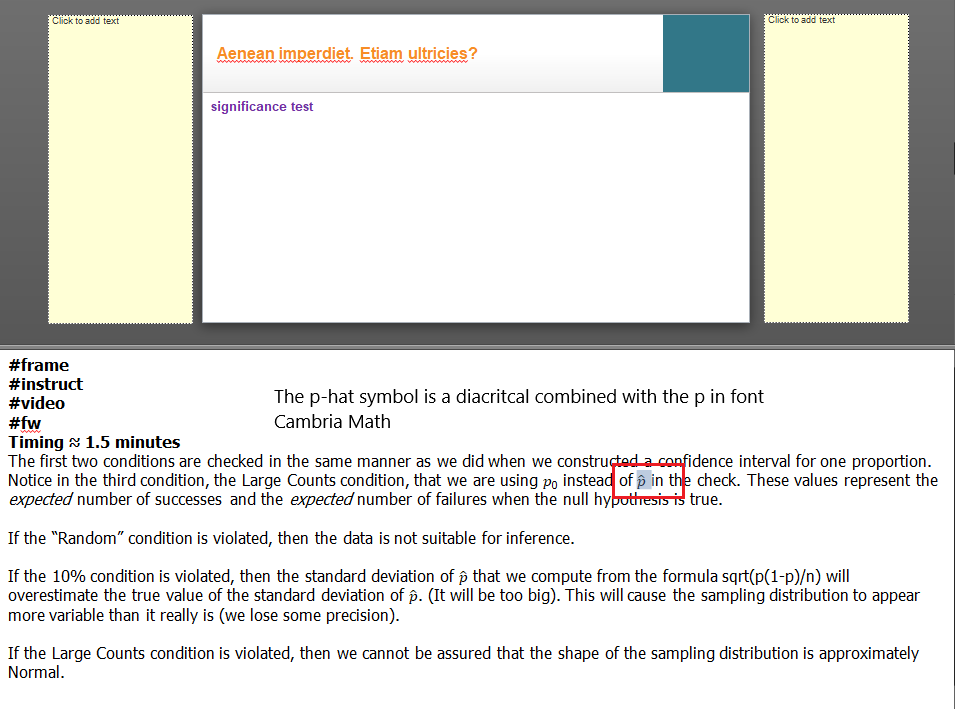 Click to add text
Aenean imperdiet. Etiam ultricies?
Click to add text
significance test
#frame
#instruct
#video
#fw
Timing ≈ 1.5 minutes
The p-hat symbol is a diacritcal combined with the p in font
Cambria Math
The first two conditions are checked in the same manner as we did when we constructed a confidence interval for one proportion.
Notice in the third condition, the Large Counts condition, that we are using p₀ instead of p̂ in the check. These values represent the
expected number of successes and the expected number of failures when the null hypothesis is true.
If the “Random” condition is violated, then the data is not suitable for inference.
If the 10% condition is violated, then the standard deviation of p̂ that we compute from the formula sqrt(p(1-p)/n) will
overestimate the true value of the standard deviation of p̂. (It will be too big). This will cause the sampling distribution to appear
more variable than it really is (we lose some precision).
If the Large Counts condition is violated, then we cannot be assured that the shape of the sampling distribution is approximately
Normal.